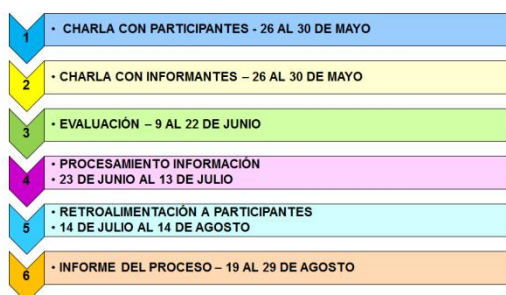 1
• CHARLA CON PARTICIPANTES - 26 AL 30 DE MAYO
2
• CHARLA CON INFORMANTES – 26 AL 30 DE MAYO
3
• EVALUACIÓN – 9 AL 22 DE JUNIO
4
• PROCESAMIENTO INFORMACIÓN
• 23 DE JUNIO AL 13 DE JULIO
5
• RETROALIMENTACIÓN A PARTICIPANTES
• 14 DE JULIO AL 14 DE AGOSTO
6
• INFORME DEL PROCESO – 19 AL 29 DE AGOSTO